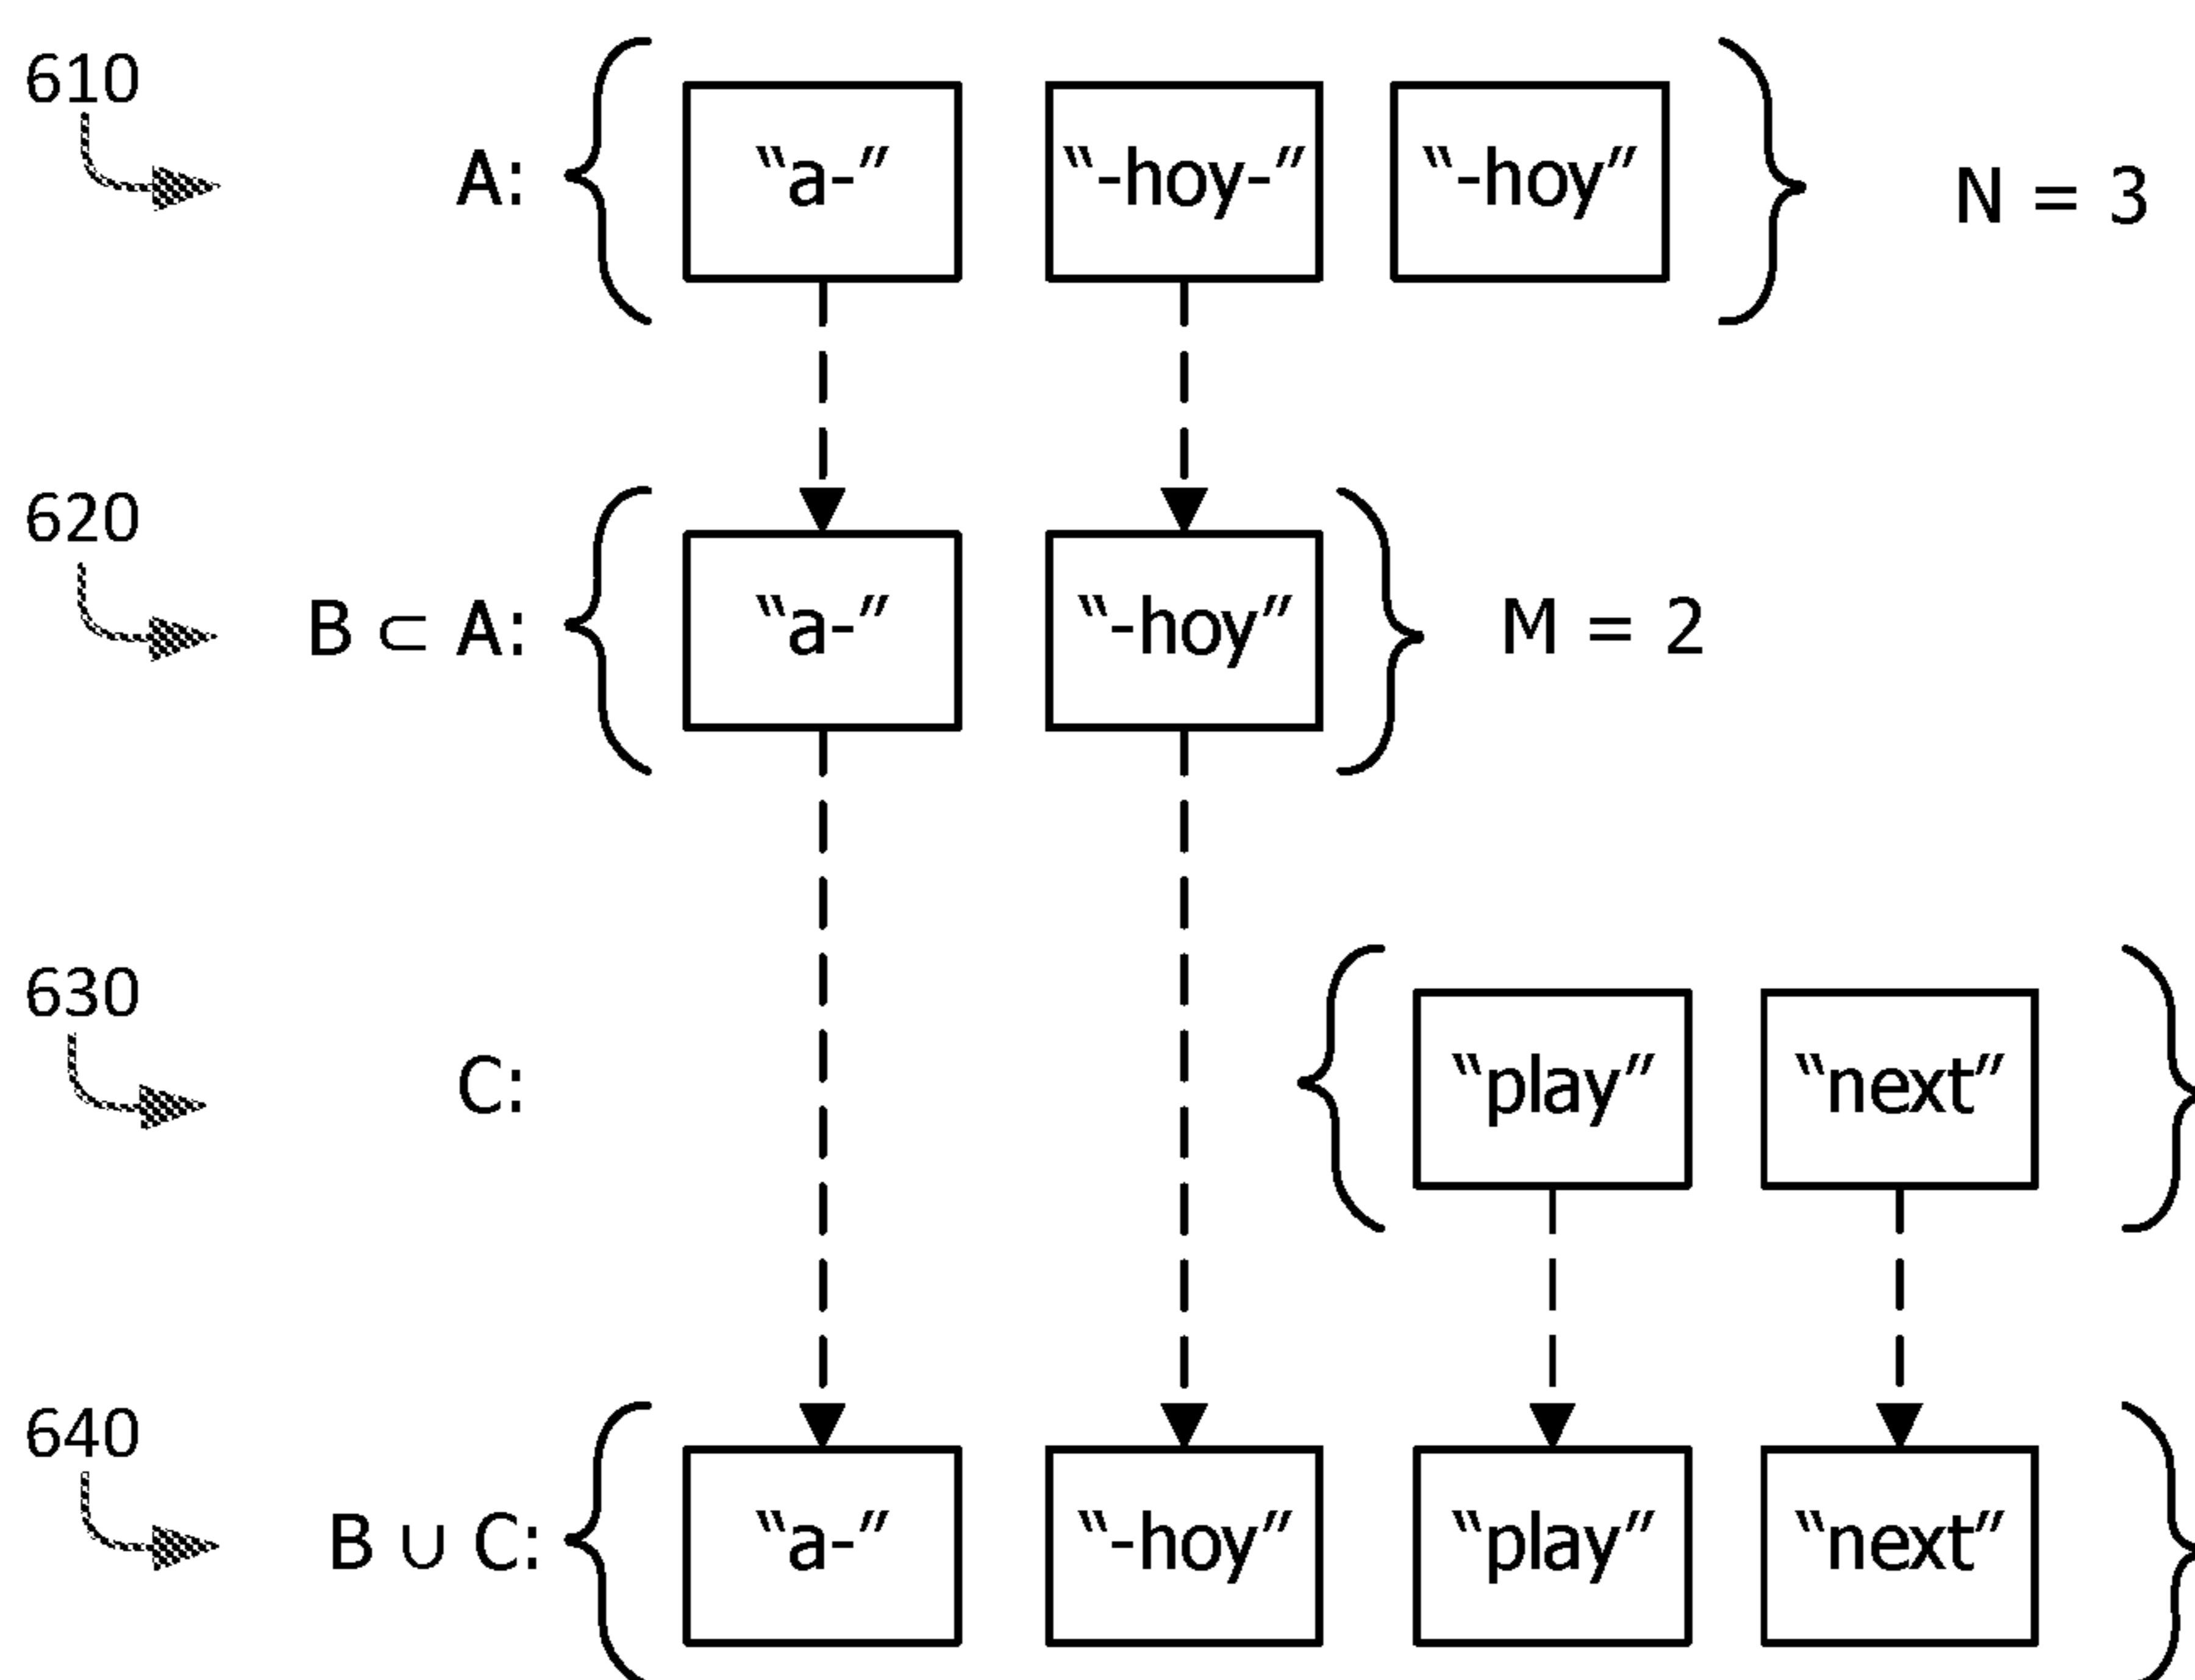 610
A: “a-” “-hoy-” “-hoy” N = 3
620
B ⊂ A: “a-” “-hoy” M = 2
630
C: “play” “next”
640
B ∪ C: “a-” “-hoy” “play” “next”